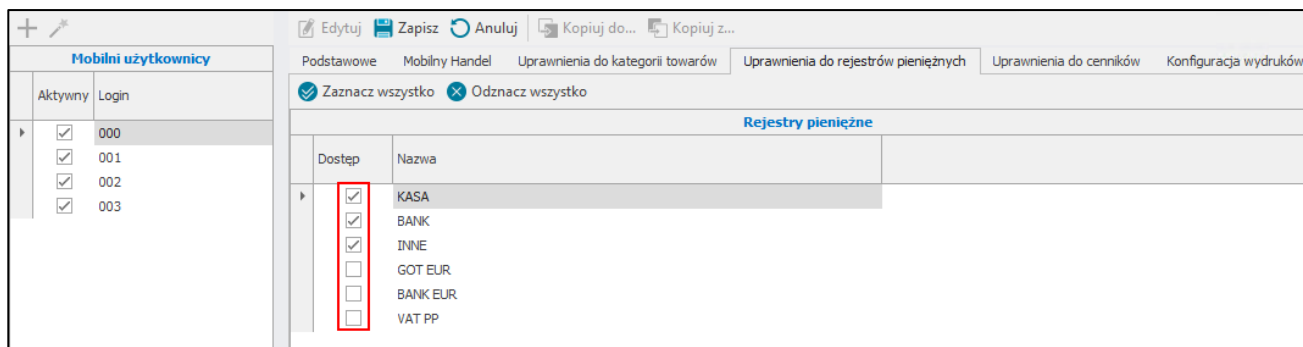 Edytuj Zapisz Anuluj Kopiuj do... Kopiuj z...
Mobilni użytkownicy
Podstawowe Mobilny Handel Uprawnienia do kategorii towarów Uprawnienia do rejestrów pieniężnych Uprawnienia do cenników Konfiguracja wydruków
Aktywny Login
Zaznacz wszystko Odznacz wszystko
Rejestry pieniężne
000
001
002
003
Dostęp Nazwa
KASA
BANK
INNE
GOT EUR
BANK EUR
VAT PP